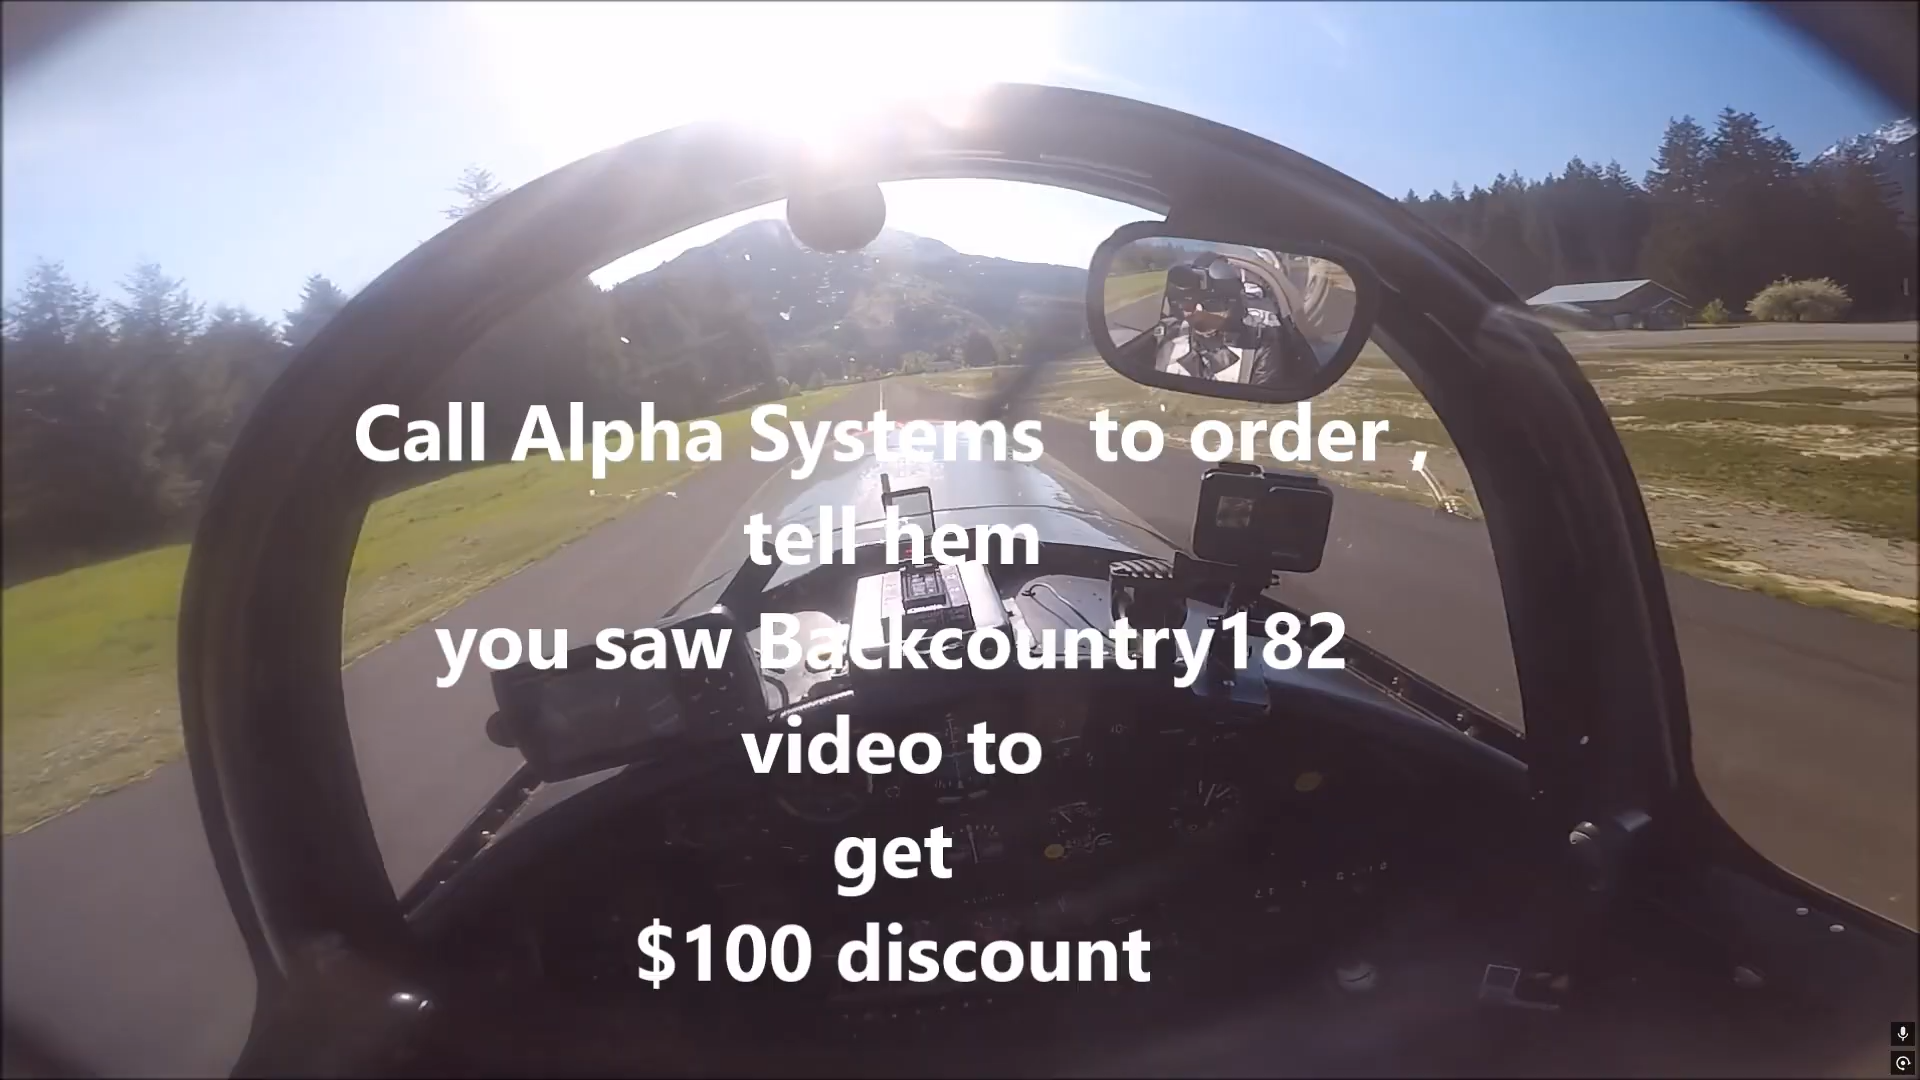 Call Alpha Systems  to order ,
tell hem
you saw Backcountry182
video to
get
$100 discount